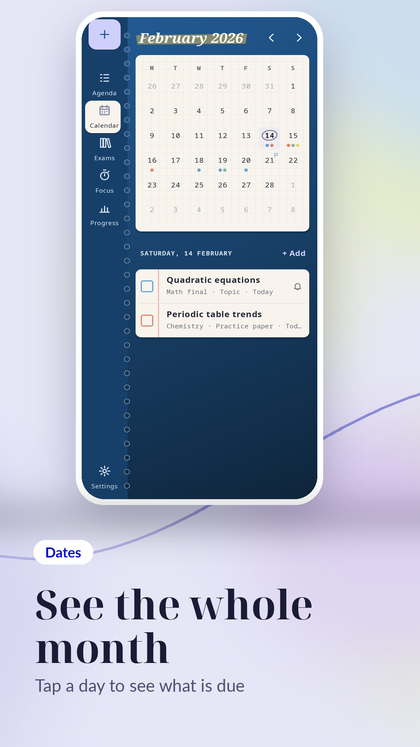 +
February 2026
Agenda
Calendar
Exams
Focus
Progress
Settings
M T W T F S S
26 27 28 29 30 31 1
2 3 4 5 6 7 8
9 10 11 12 13 14 15
16 17 18 19 20 21 22
23 24 25 26 27 28 1
2 3 4 5 6 7 8
SATURDAY, 14 FEBRUARY + Add
Quadratic equations
Math final · Topic · Today
Periodic table trends
Chemistry · Practice paper · Tod…
Dates
See the whole
month
Tap a day to see what is due